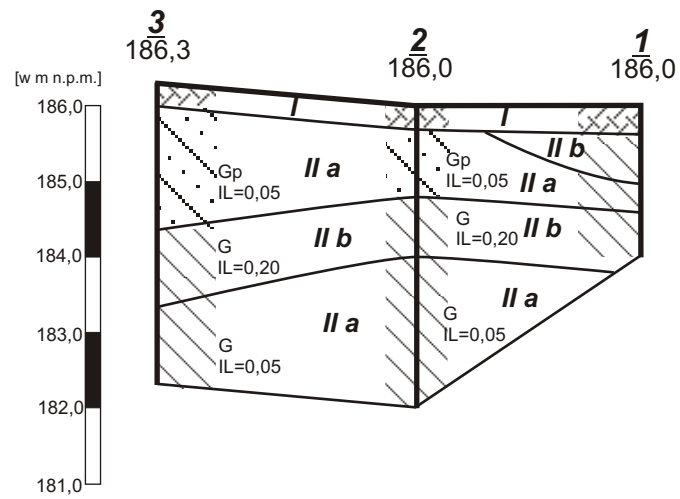 3
186,3
2
186,0
1
186,0
[w m n.p.m.]
186,0
185,0
184,0
183,0
182,0
181,0
I
I
II b
Gp
IL=0,05
II a
Gp
IL=0,05
II a
G
IL=0,20
II b
G
IL=0,20
II b
II a
G
IL=0,05
II a
G
IL=0,05